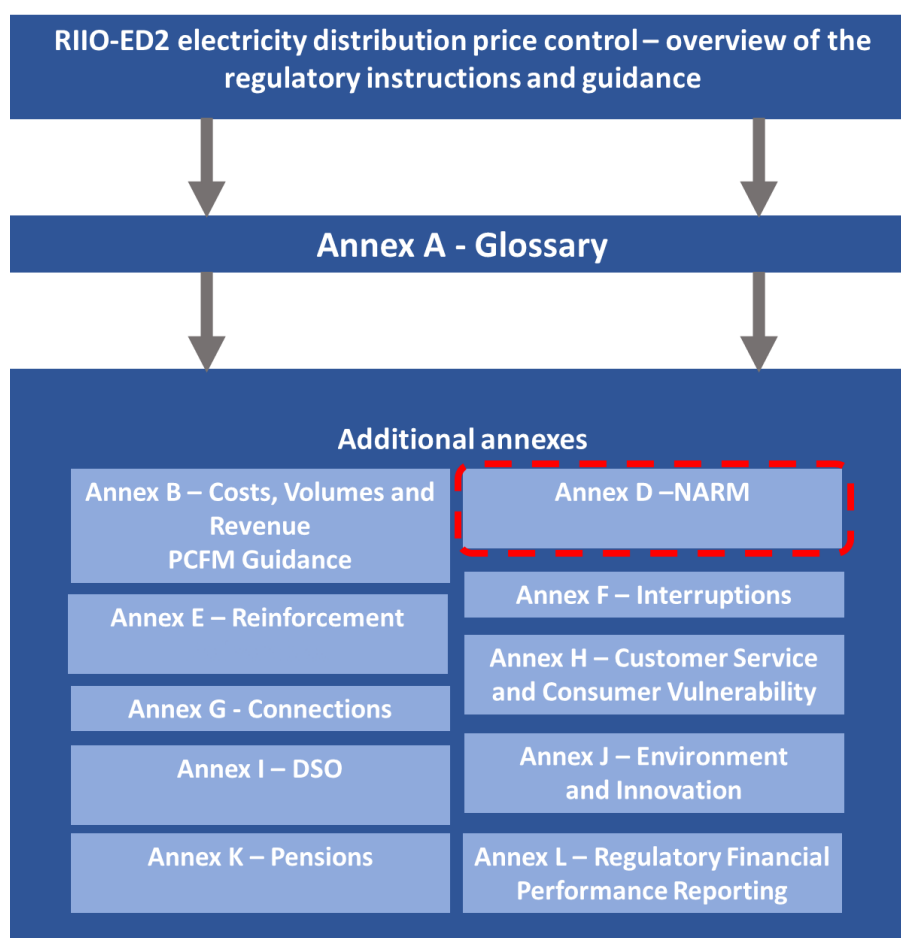 RIIO-ED2 electricity distribution price control – overview of the
regulatory instructions and guidance
Annex A - Glossary
Additional annexes
Annex B – Costs, Volumes and
Revenue
PCFM Guidance
Annex D –NARM
Annex E – Reinforcement
Annex F – Interruptions
Annex G - Connections
Annex H – Customer Service
and Consumer Vulnerability
Annex I – DSO
Annex J – Environment
and Innovation
Annex K – Pensions
Annex L – Regulatory Financial
Performance Reporting